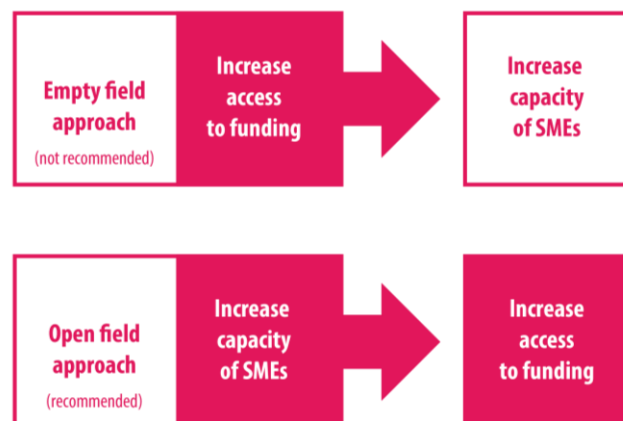 Empty field
approach
(not recommended)
Increase
access
to funding
Increase
capacity
of SMEs
Open field
approach
(recommended)
Increase
capacity
of SMEs
Increase
access
to funding